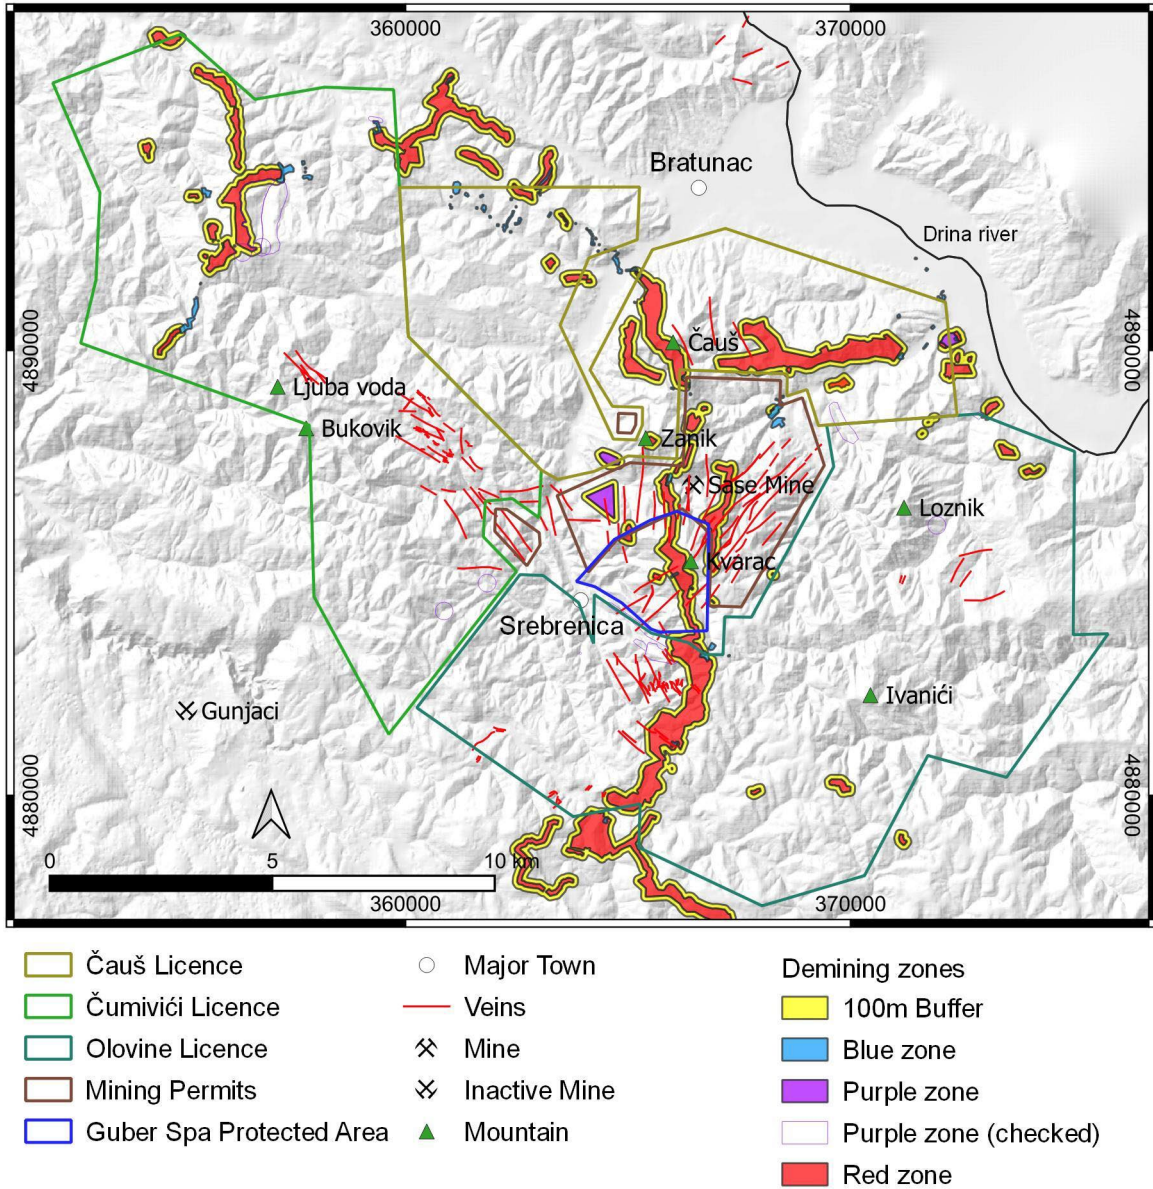 360000
370000
Bratunac
Drina river
4890000
4890000
Čauš
Ljuba voda
Bukovik
Zanik
Sase Mine
Loznik
Kvarac
Srebrenica
Ivanići
Gunjaci
4880000
4880000
0 5 10 km
360000
370000
Čauš Licence
Čumivići Licence
Olovine Licence
Mining Permits
Guber Spa Protected Area
Major Town
Veins
Mine
Inactive Mine
Mountain
Demining zones
100m Buffer
Blue zone
Purple zone
Purple zone (checked)
Red zone